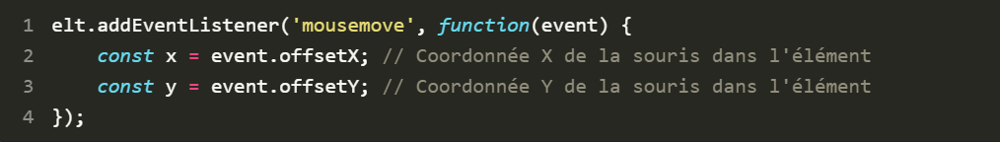 1 elt.addEventListener('mousemove', function(event) {
2     const x = event.offsetX; // Coordonnée X de la souris dans l'élément
3     const y = event.offsetY; // Coordonnée Y de la souris dans l'élément
4 });